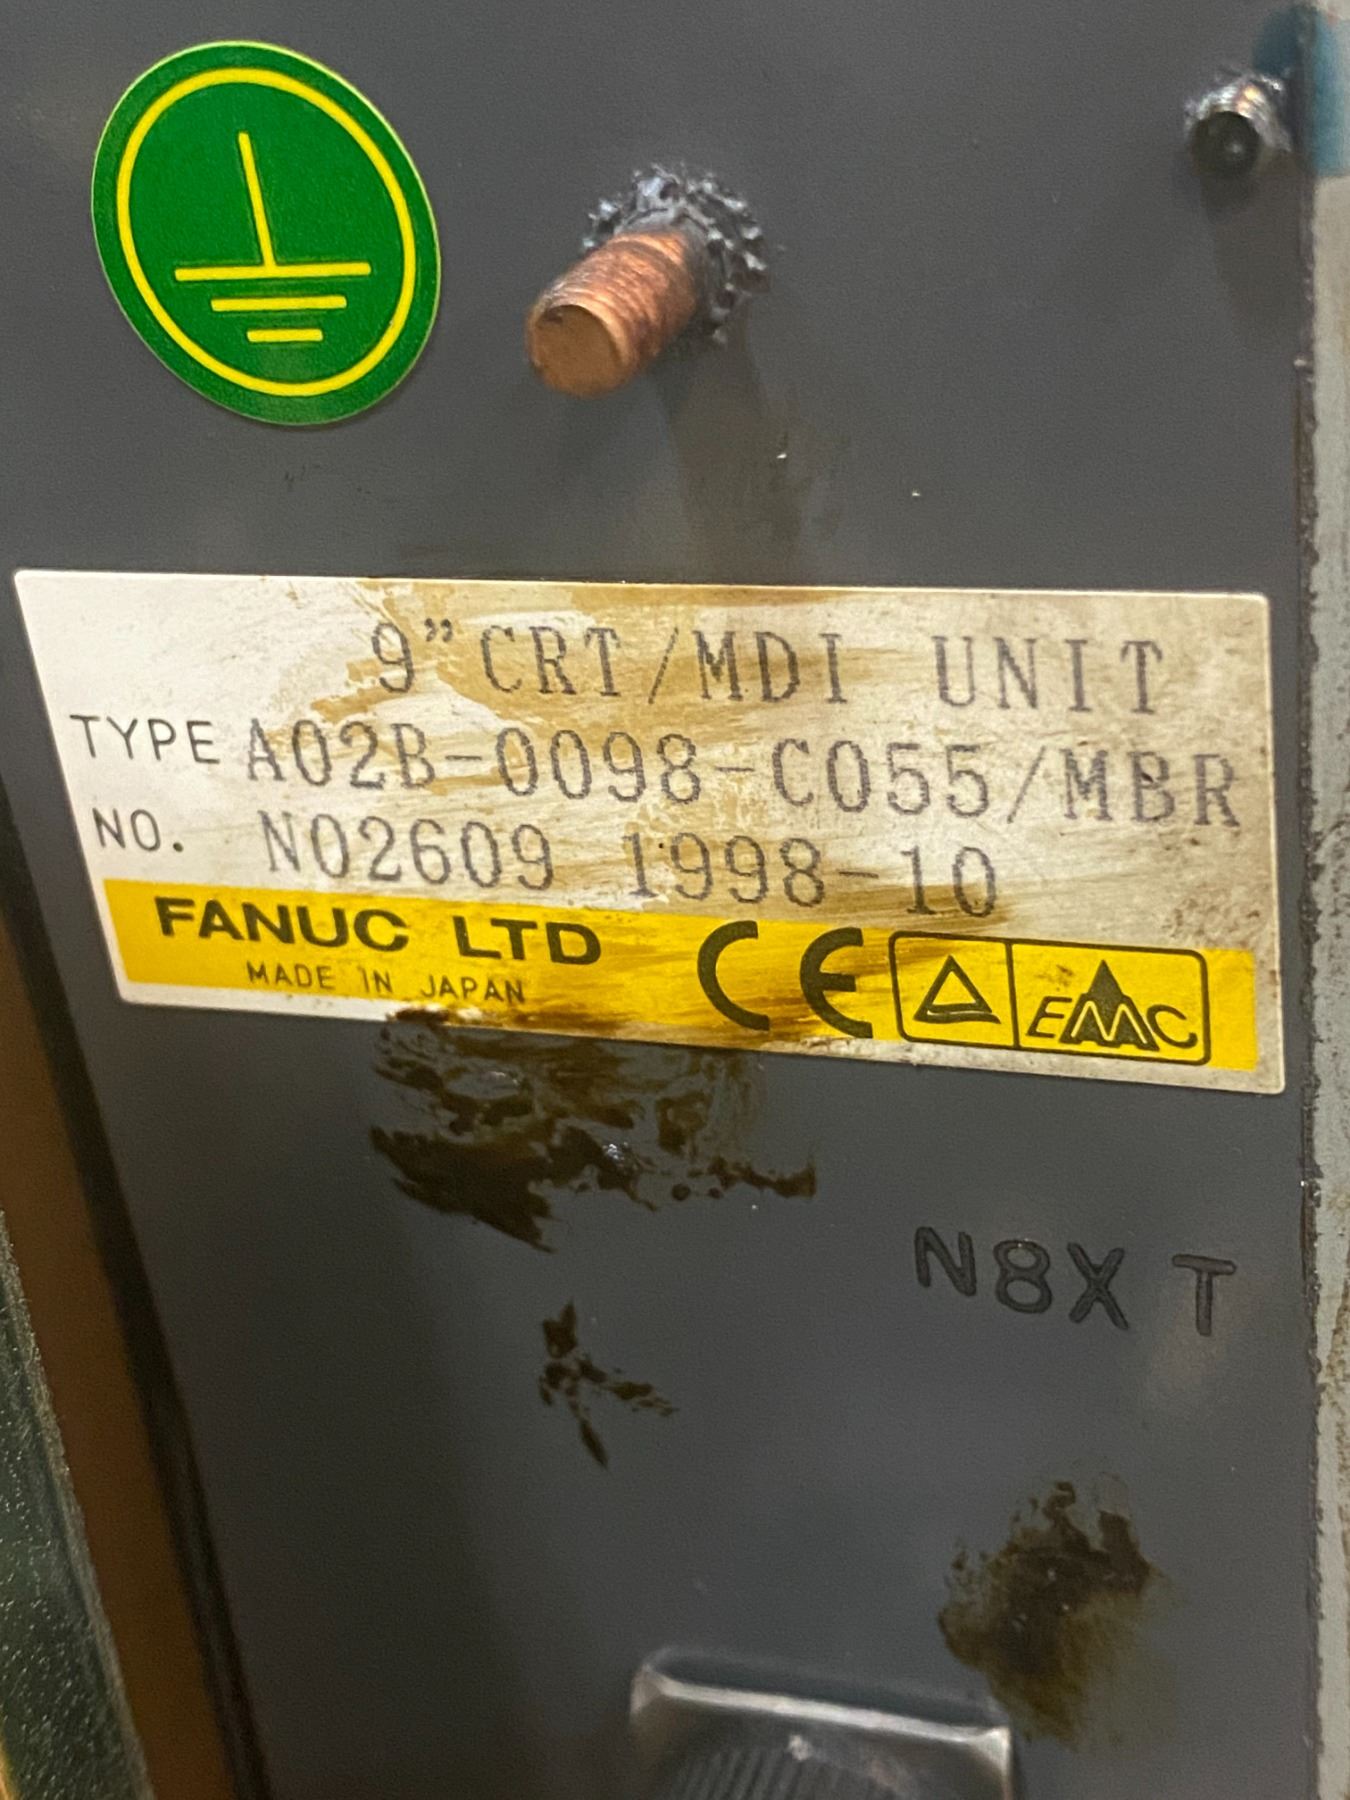 9"CRT/MDI UNIT
TYPE A02B-0098-C055/MBR
NO. N02609 1998-10
FANUC LTD
MADE IN JAPAN
CE
EMC
N8X T